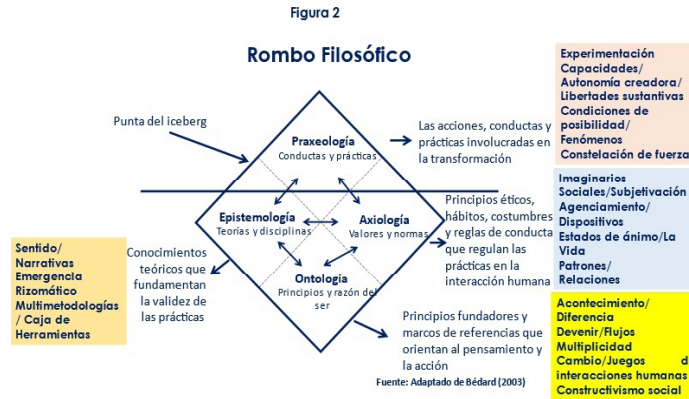 Figura 2
Rombo Filosófico
Punta del iceberg
Praxeología
Conductas y prácticas
Las acciones, conductas y
prácticas involucradas en
la transformación
Experimentación
Capacidades/
Autonomía creadora/
Libertades sustantivas
Condiciones de
posibilidad/
Fenómenos
Constelación de fuerza
Epistemología
Teorías y disciplinas
Axiología
Valores y normas
Principios éticos,
hábitos, costumbres
y reglas de conducta
que regulan las
prácticas en la
interacción humana
Imaginarios
Sociales/Subjetivación
Agenciamiento/
Dispositivos
Estados de ánimo/La
Vida
Patrones/
Relaciones
Sentido/
Narrativas
Emergencia
Rizomático
Multimetodologías
/ Caja de
Herramientas
Conocimientos
teóricos que
fundamentan
la validez de
las prácticas
Ontología
Principios y razón del
ser
Principios fundadores y
marcos de referencias que
orientan al pensamiento y
la acción
Acontecimiento/
Diferencia
Devenir/Flujos
Multiplicidad
Cambio/Juegos d
interacciones humanas
Constructivismo social
Fuente: Adaptado de Bédard (2003)